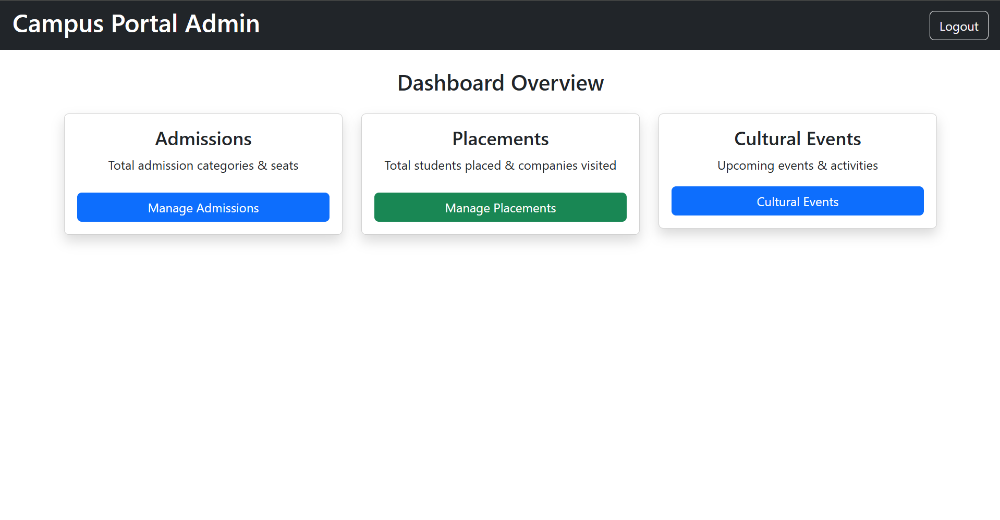 Campus Portal Admin
Logout
Dashboard Overview
Admissions
Total admission categories & seats
Manage Admissions
Placements
Total students placed & companies visited
Manage Placements
Cultural Events
Upcoming events & activities
Cultural Events